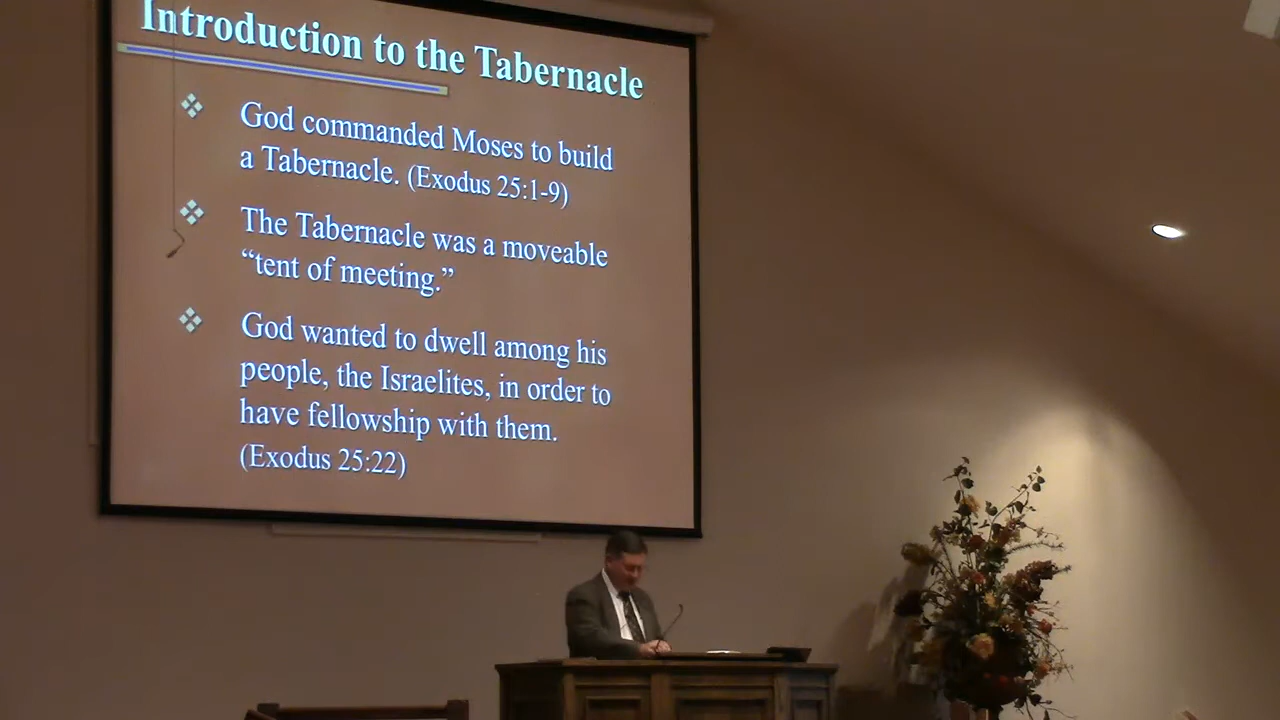 Introduction to the Tabernacle
God commanded Moses to build
a Tabernacle. (Exodus 25:1-9)
The Tabernacle was a moveable
“tent of meeting.”
God wanted to dwell among his
people, the Israelites, in order to
have fellowship with them.
(Exodus 25:22)